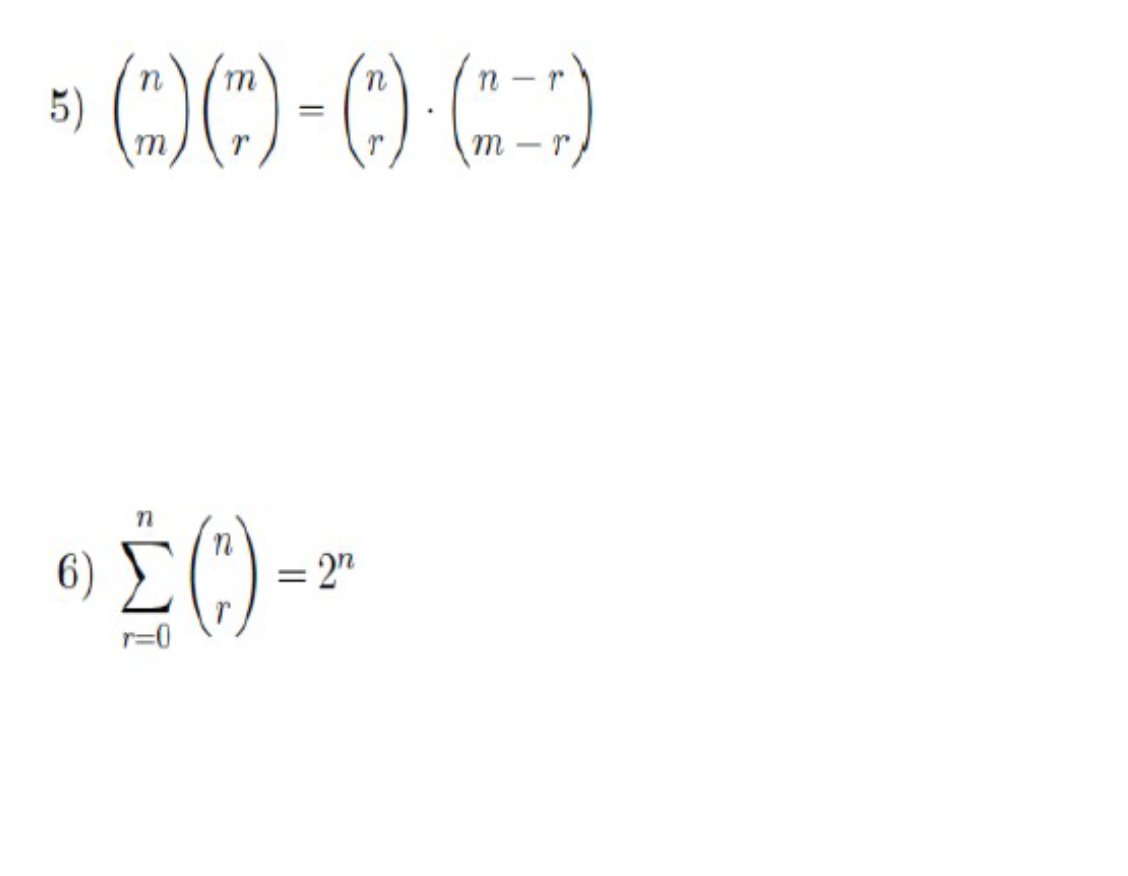 5) $\binom{n}{m}\binom{m}{r} = \binom{n}{r} \cdot \binom{n-r}{m-r}$
6) $\sum_{r=0}^{n} \binom{n}{r} = 2^n$